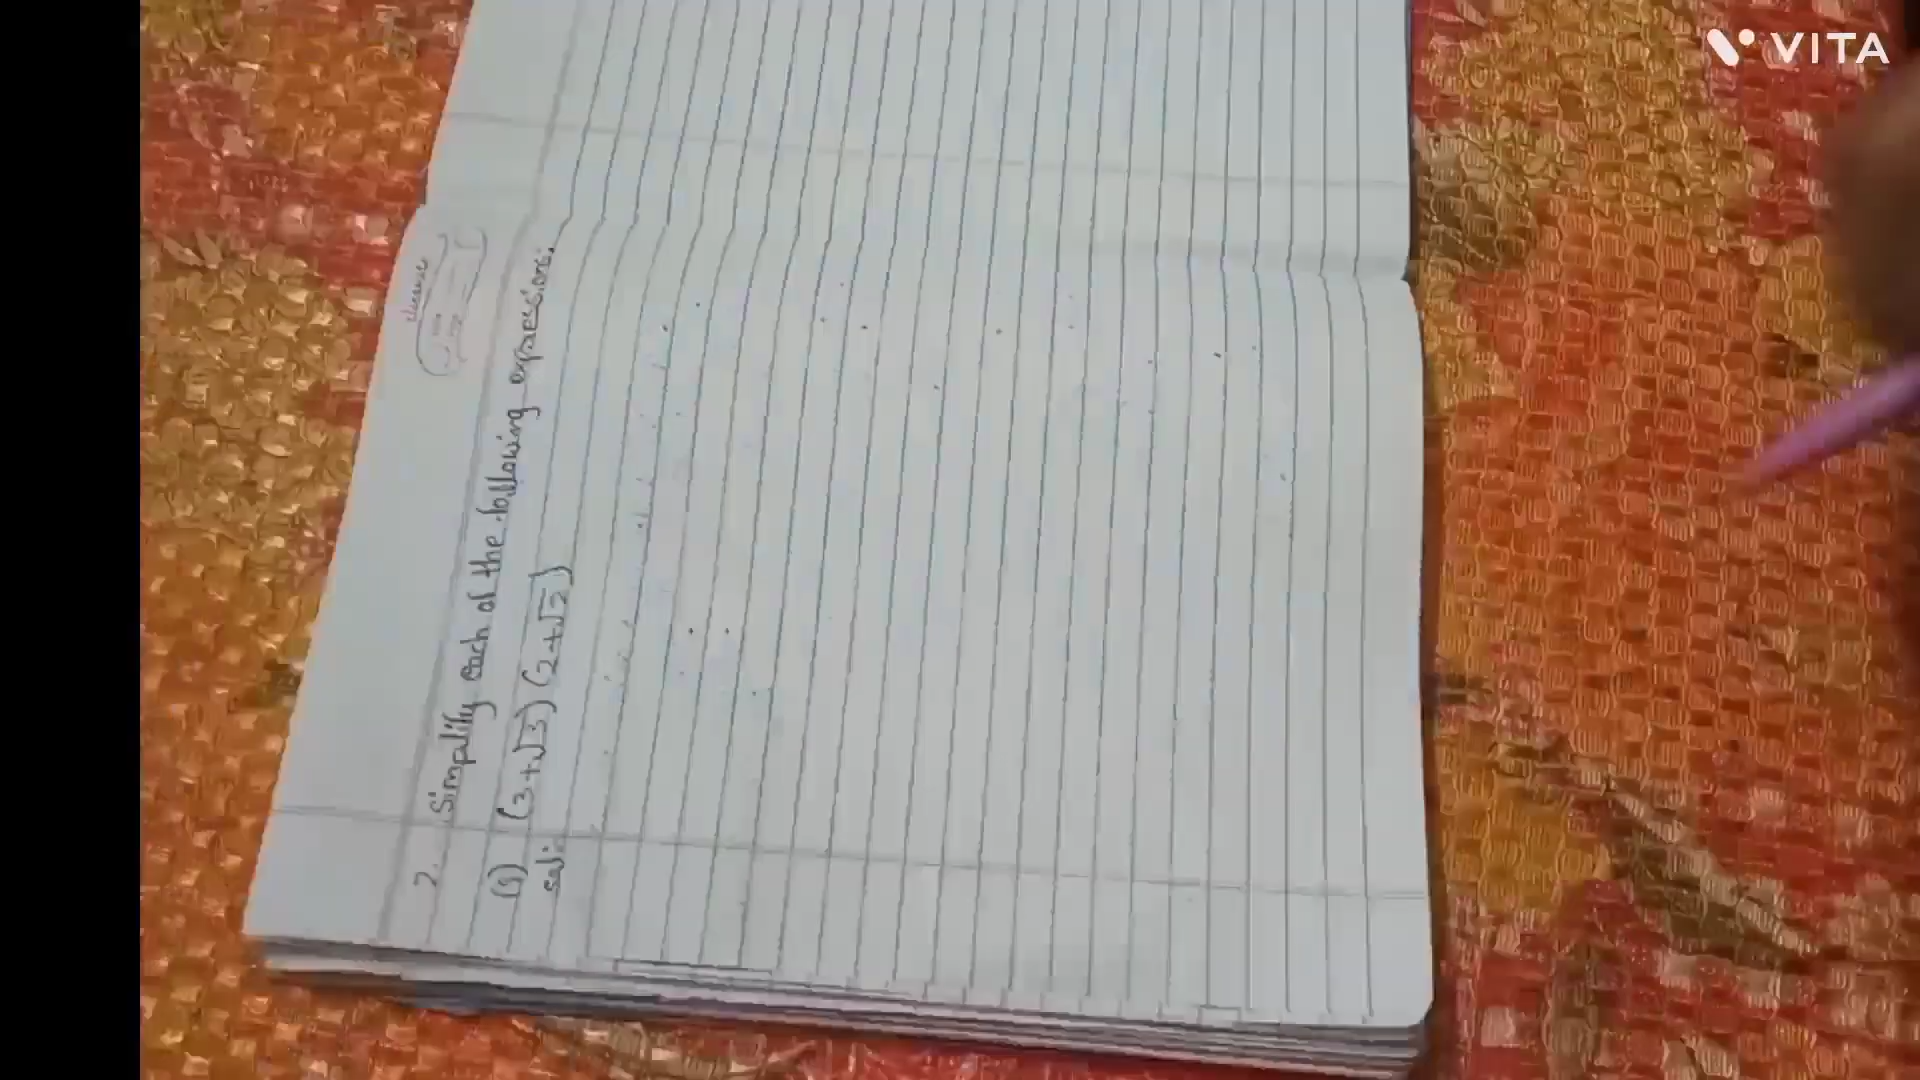 VITA
2. Simplify each of the following expressions:
(i) (3+√3) (2+√2)
sol: